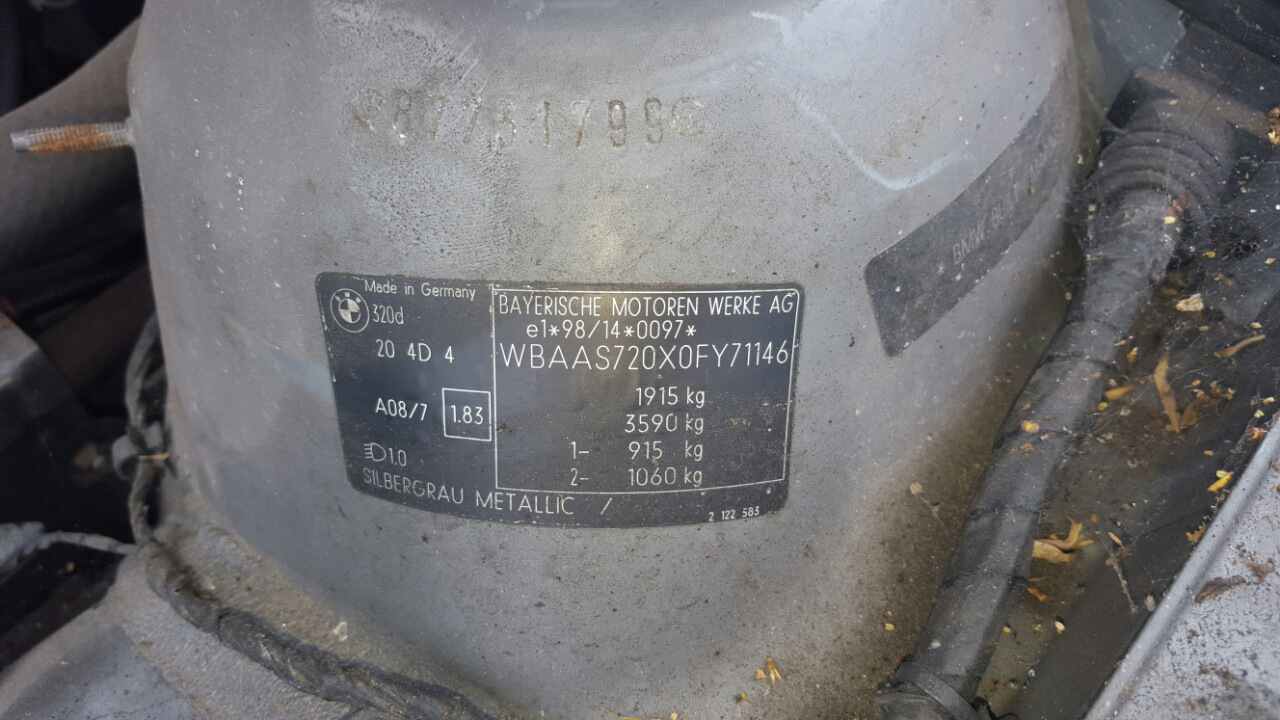 Made in Germany
320d
20 4D 4
A08/7 1.83
1.0
SILBERGRAU METALLIC /
BAYERISCHE MOTOREN WERKE AG
e1*98/14*0097*
WBAAS720X0FY71146
1915 kg
3590 kg
1- 915 kg
2- 1060 kg
2 122 583
BMW